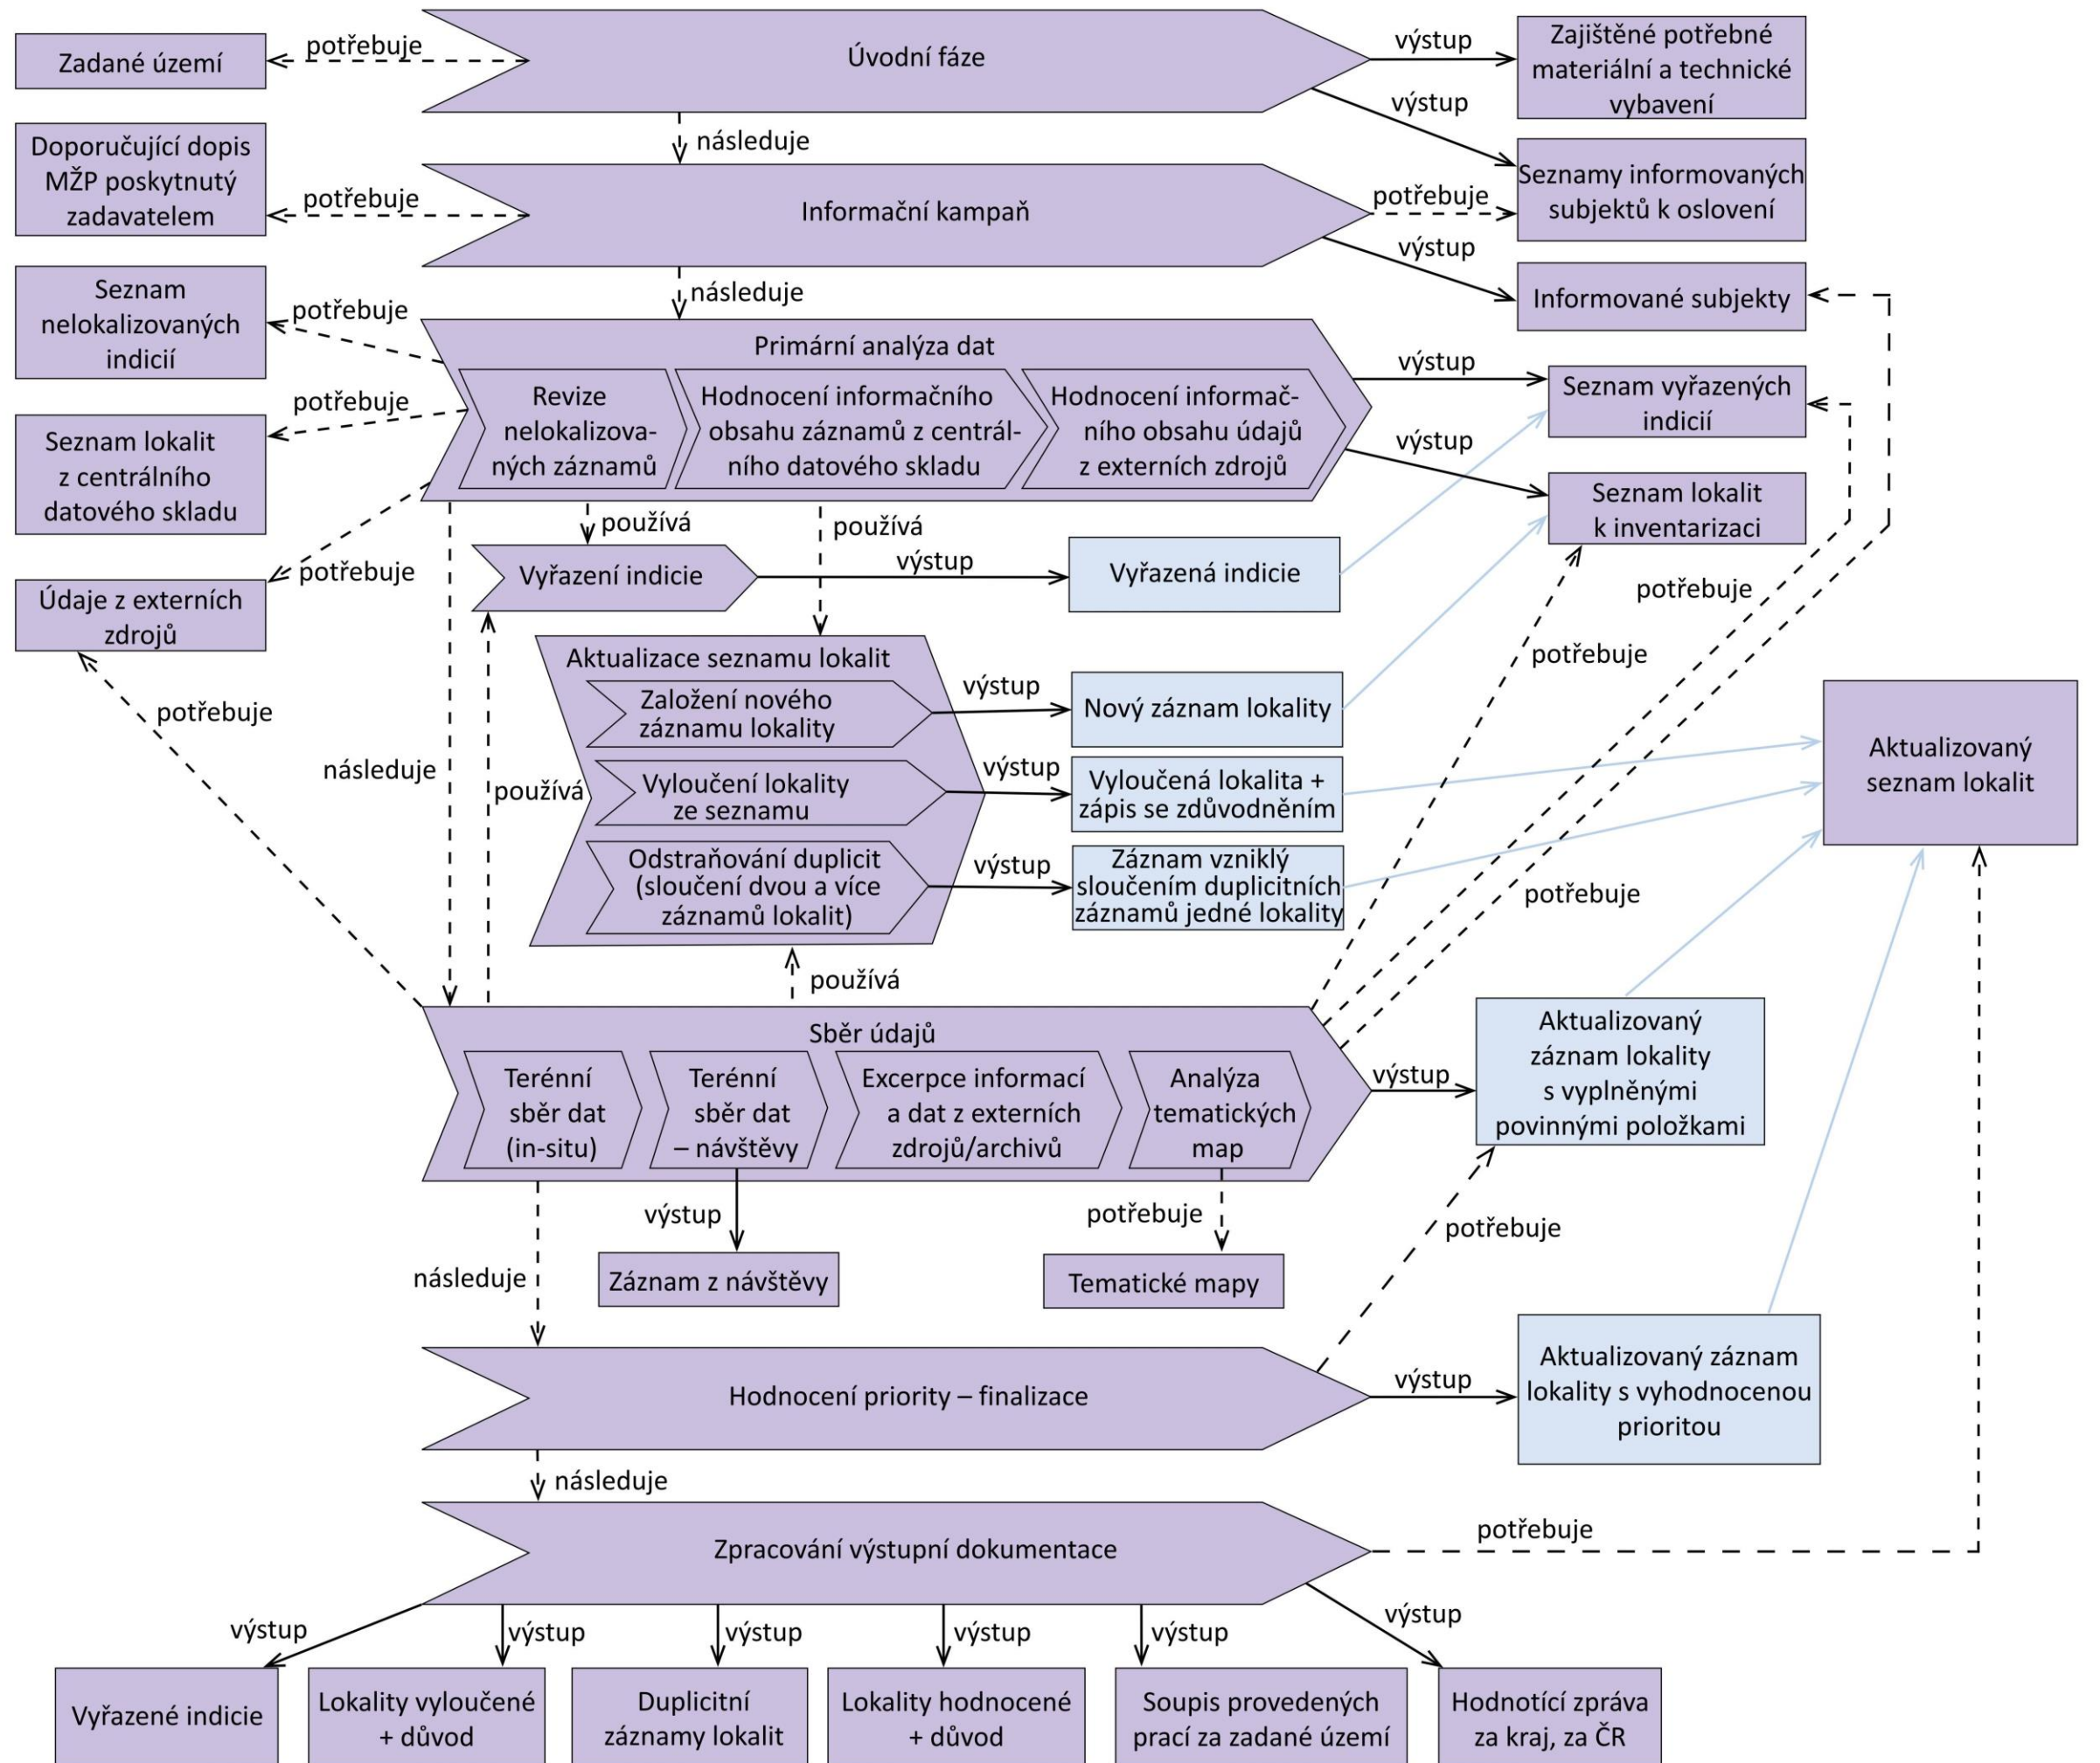 Zadané území
potřebuje
Úvodní fáze
výstup
Zajištěné potřebné
materiální a technické
vybavení
výstup
následuje
Doporučující dopis
MŽP poskytnutý
zadavatelem
potřebuje
Informační kampaň
potřebuje
Seznamy informovaných
subjektů k oslovení
výstup
Informované subjekty
následuje
Seznam
nelokalizovaných
indicií
potřebuje
Primární analýza dat
výstup
Seznam vyřazených
indicií
Revize
nelokalizova-
ných záznamů
Hodnocení informačního
obsahu záznamů z centrál-
ního datového skladu
Hodnocení informač-
ního obsahu údajů
z externích zdrojů
potřebuje
Seznam lokalit
z centrálního
datového skladu
výstup
Seznam lokalit
k inventarizaci
potřebuje
Údaje z externích
zdrojů
používá
používá
Vyřazení indicie
výstup
Vyřazená indicie
potřebuje
potřebuje
potřebuje
Aktualizace seznamu lokalit
Založení nového
záznamu lokality
výstup
Nový záznam lokality
potřebuje
následuje
používá
Vyloučení lokality
ze seznamu
výstup
Vyloučená lokalita +
zápis se zdůvodněním
Aktualizovaný
seznam lokalit
Odstraňování duplicit
(sloučení dvou a více
záznamů lokalit)
výstup
Záznam vzniklý
sloučením duplicitních
záznamů jedné lokality
používá
Sběr údajů
Terénní
sběr dat
(in-situ)
Terénní
sběr dat
– návštěvy
Excerpce informací
a dat z externích
zdrojů/archivů
Analýza
tematických
map
výstup
Aktualizovaný
záznam lokality
s vyplněnými
povinnými položkami
výstup
Záznam z návštěvy
potřebuje
Tematické mapy
potřebuje
následuje
Hodnocení priority – finalizace
výstup
Aktualizovaný záznam
lokality s vyhodnocenou
prioritou
následuje
Zpracování výstupní dokumentace
potřebuje
výstup
výstup
výstup
výstup
výstup
výstup
Vyřazené indicie
Lokality vyloučené
+ důvod
Duplicitní
záznamy lokalit
Lokality hodnocené
+ důvod
Soupis provedených
prací za zadané území
Hodnotící zpráva
za kraj, za ČR